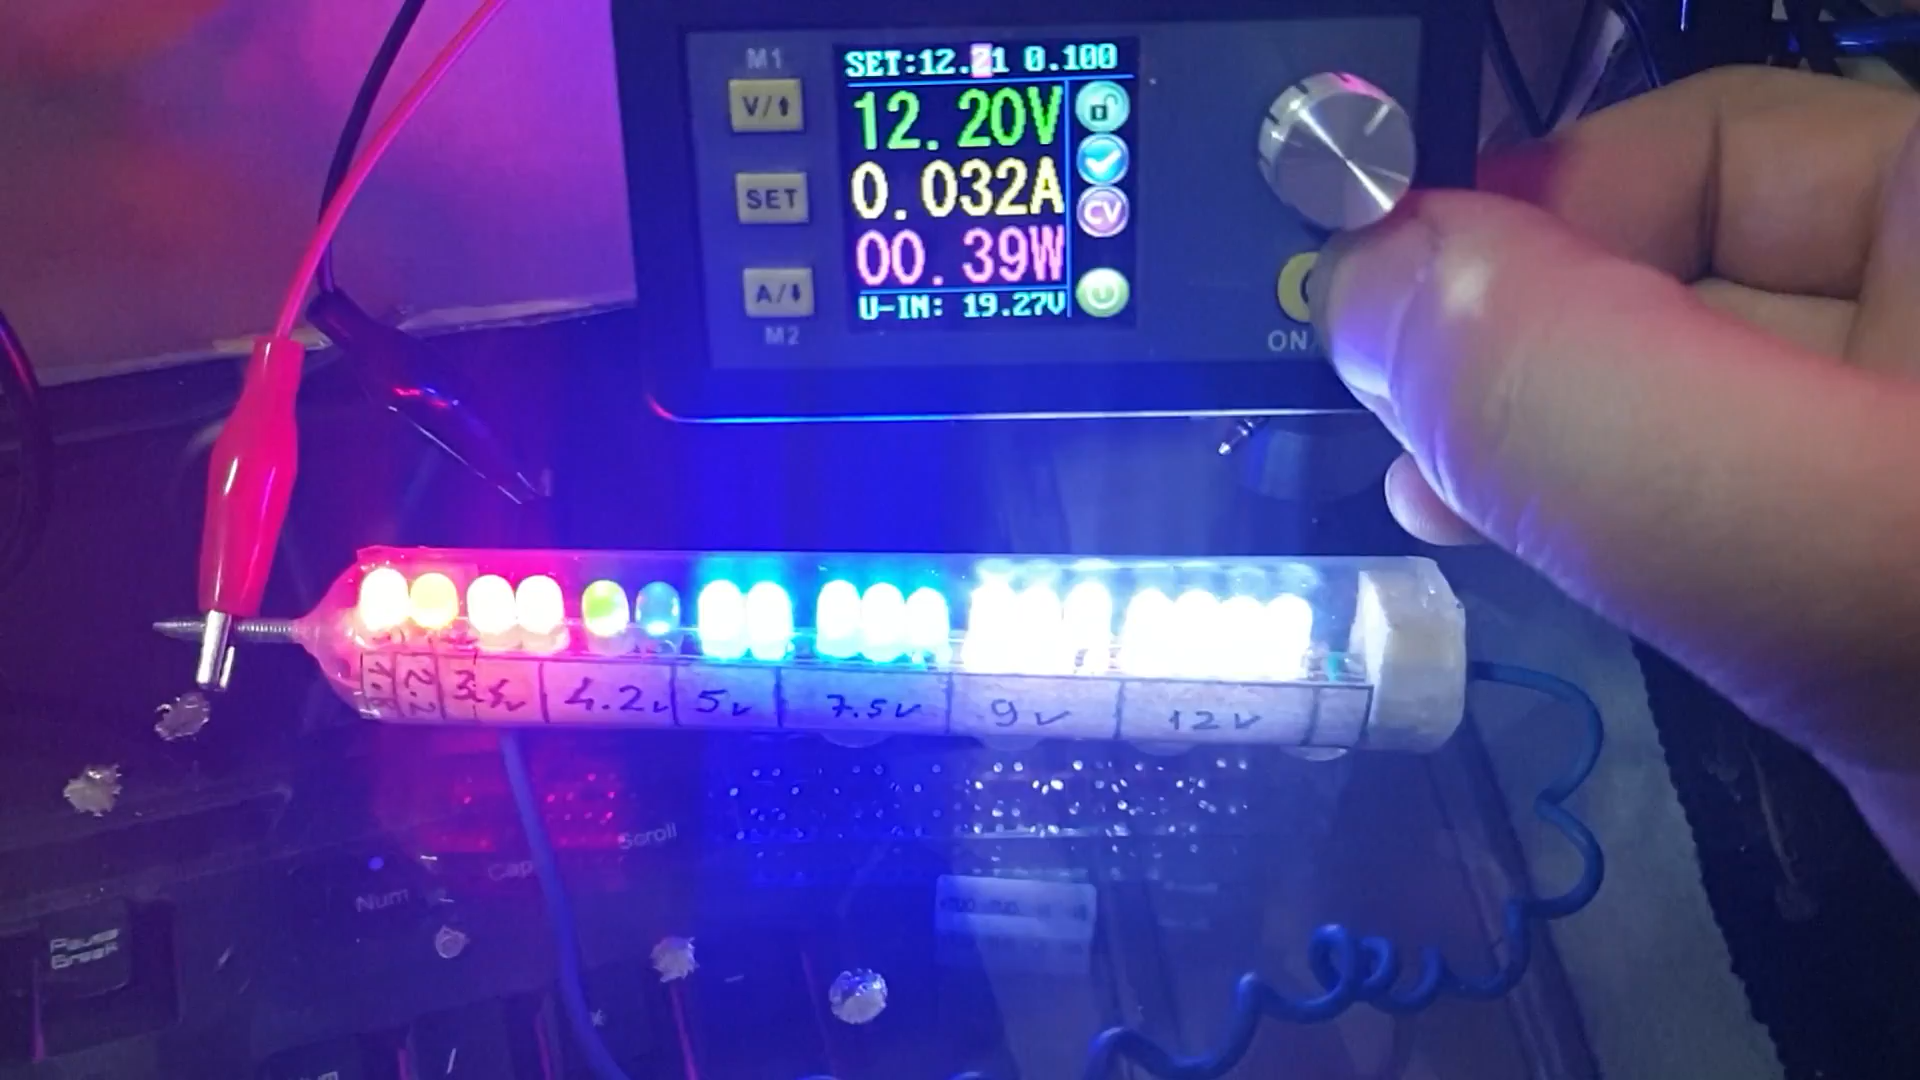 M1
V/⬆
SET
A/⬇
M2
SET:12.21 0.100
12.20V
0.032A
00.39W
U-IN: 19.27V
CV
ON/
2.2
4.2v
5v
7.5v
9v
12v
Scroll
Cap
Num
Pause
Break